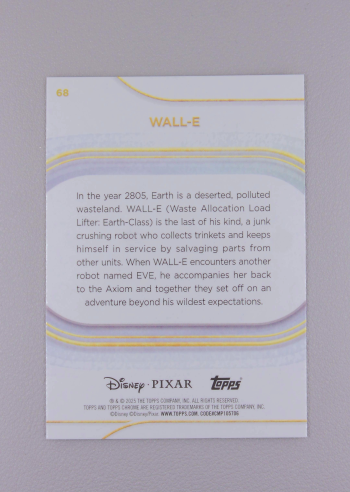 68
WALL-E
In the year 2805, Earth is a deserted, polluted
wasteland. WALL-E (Waste Allocation Load
Lifter: Earth-Class) is the last of his kind, a junk
crushing robot who collects trinkets and keeps
himself in service by salvaging parts from
other units. When WALL-E encounters another
robot named EVE, he accompanies her back
to the Axiom and together they set off on an
adventure beyond his wildest expectations.
Disney · PIXAR Topps
® & © 2025 THE TOPPS COMPANY, INC. ALL RIGHTS RESERVED.
TOPPS AND TOPPS CHROME ARE REGISTERED TRADEMARKS OF THE TOPPS COMPANY, INC.
©Disney ©Disney/Pixar WWW.TOPPS.COM